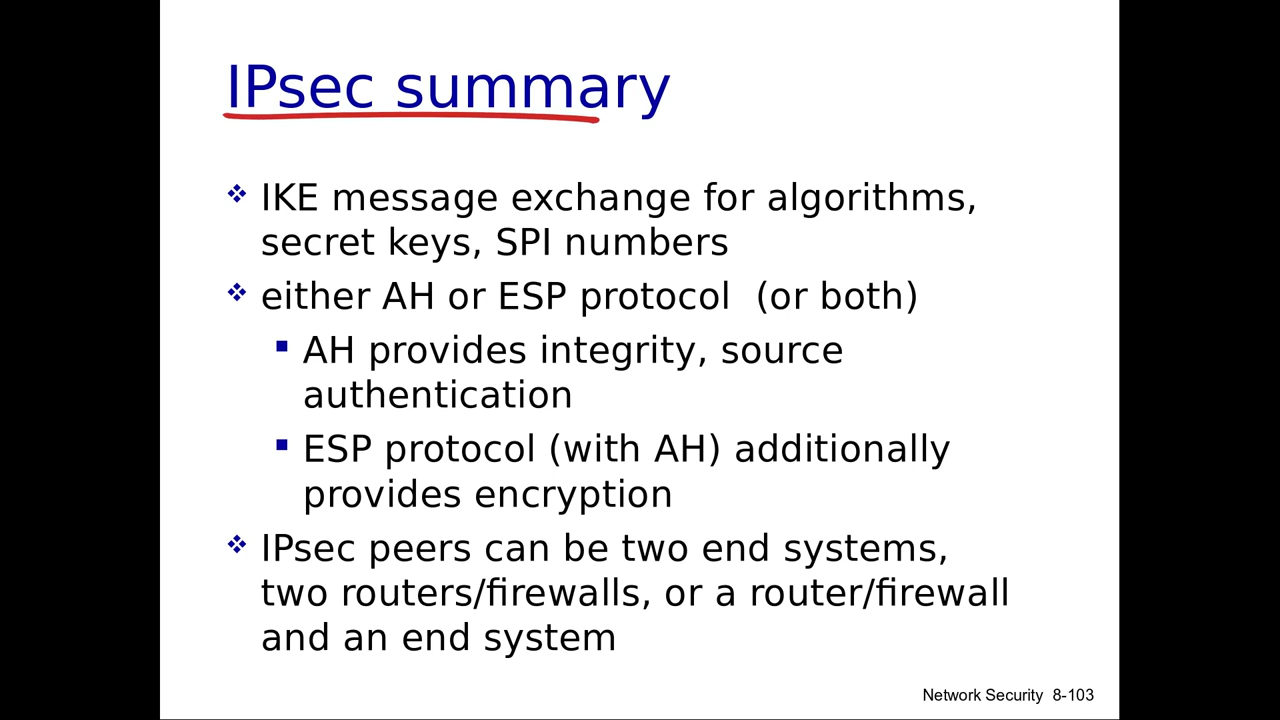 IPsec summary
IKE message exchange for algorithms,
secret keys, SPI numbers
either AH or ESP protocol  (or both)
AH provides integrity, source
authentication
ESP protocol (with AH) additionally
provides encryption
IPsec peers can be two end systems,
two routers/firewalls, or a router/firewall
and an end system
Network Security  8-103